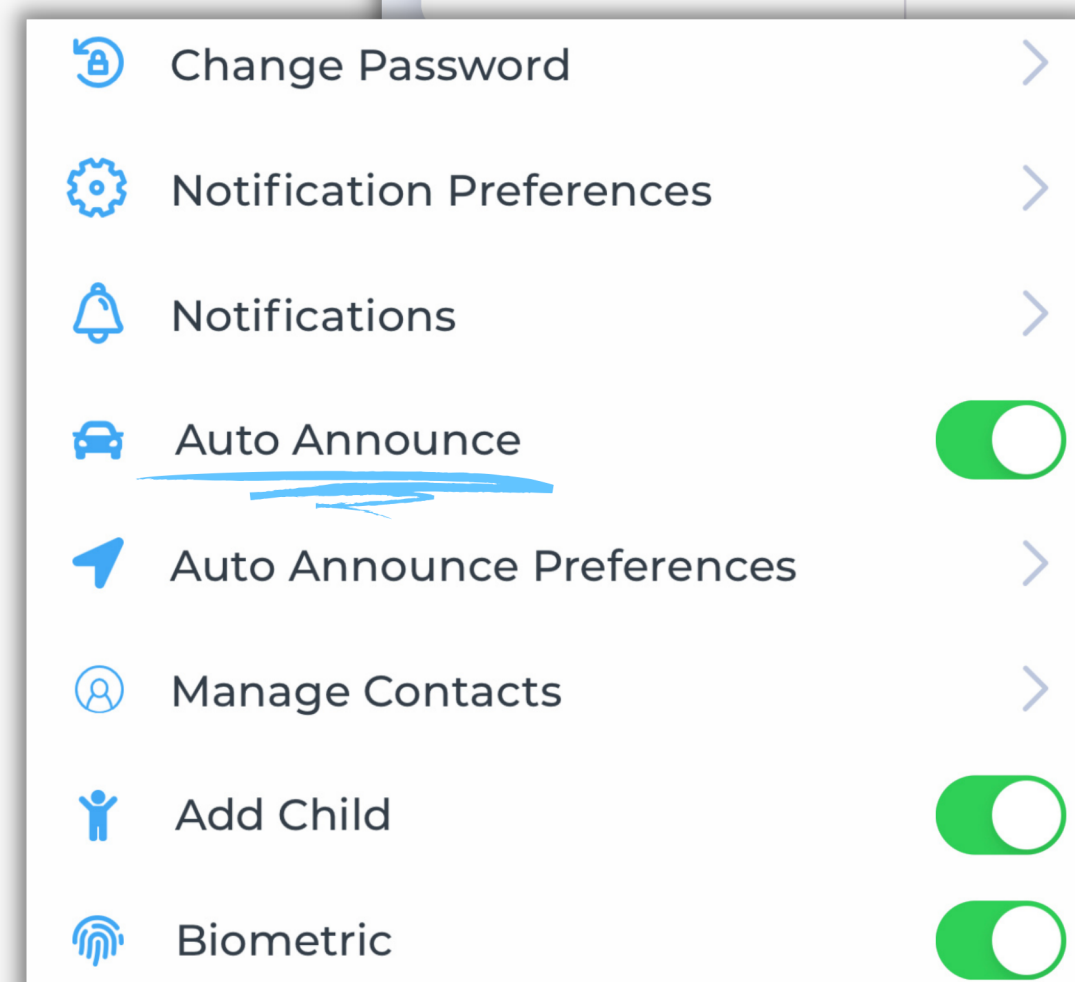 Change Password
Notification Preferences
Notifications
Auto Announce
Auto Announce Preferences
Manage Contacts
Add Child
Biometric